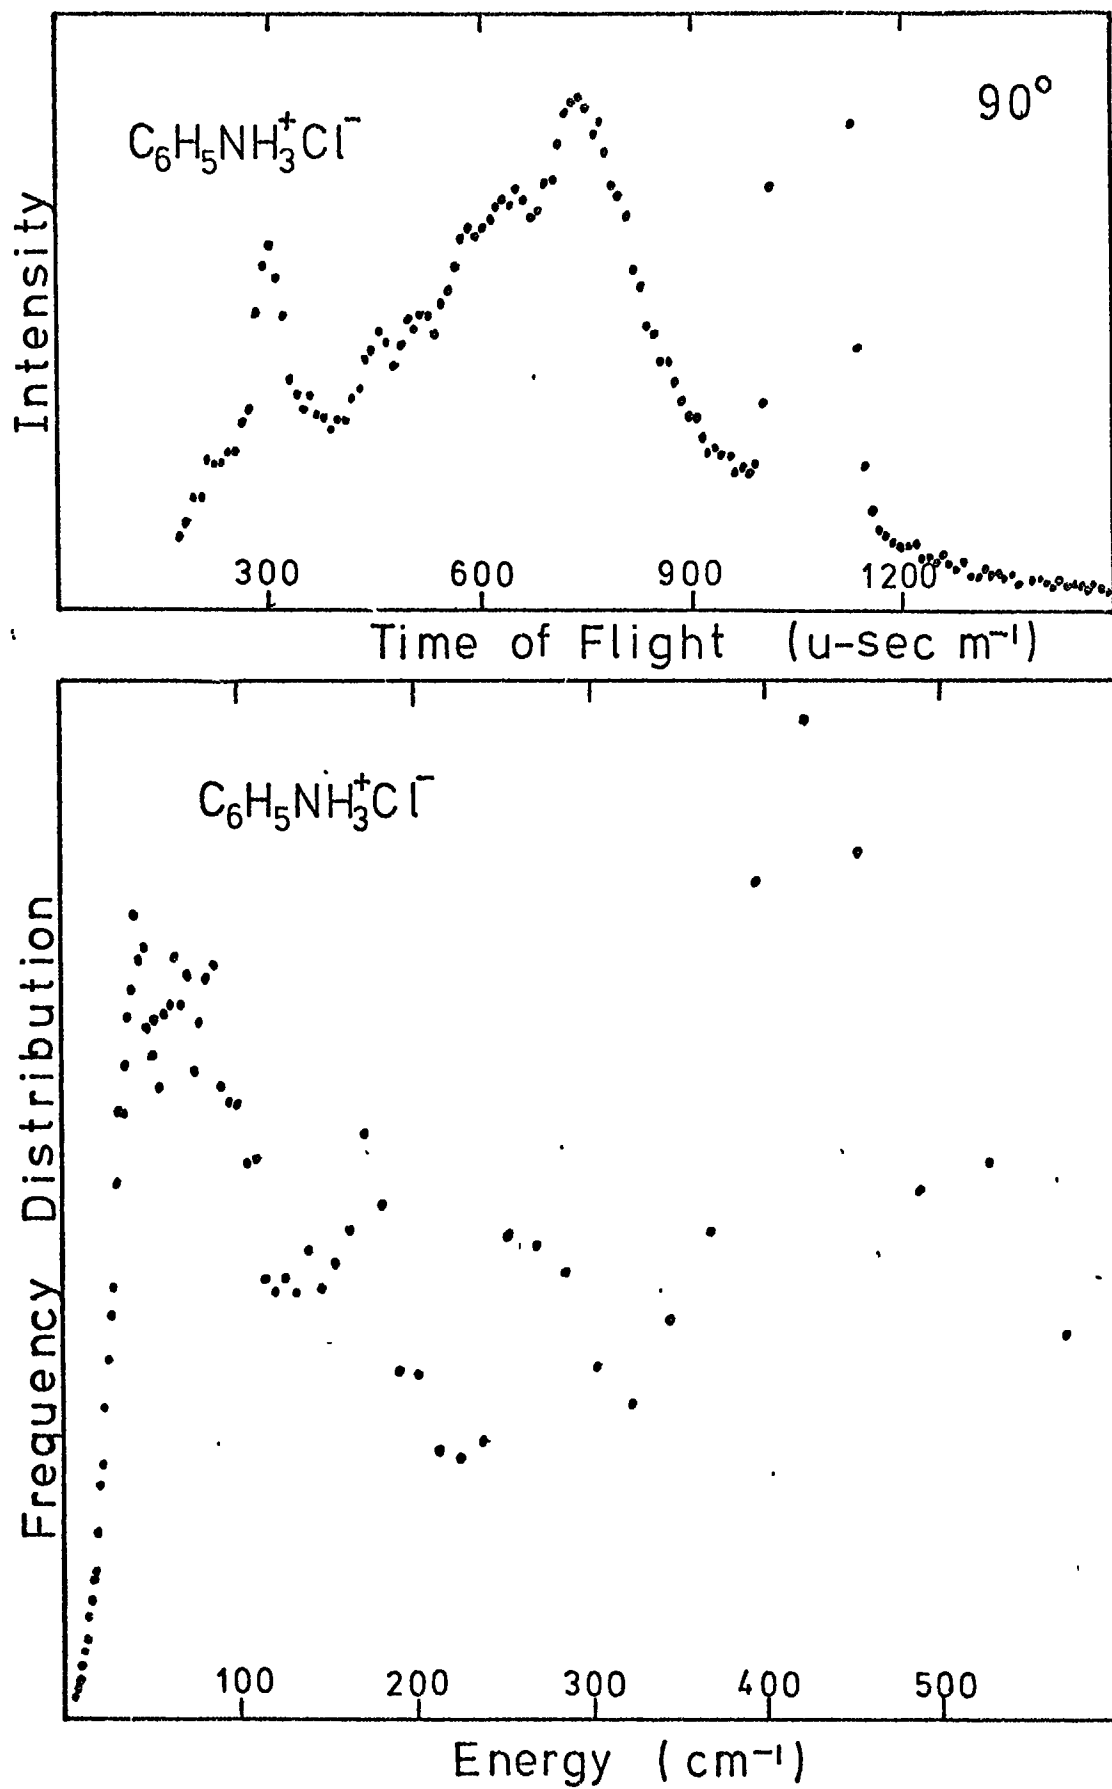 90°
C₆H₅NH₃⁺Cl⁻
Intensity
300 600 900 1200
Time of Flight (u-sec m⁻¹)
C₆H₅NH₃⁺Cl⁻
Frequency Distribution
100 200 300 400 500
Energy (cm⁻¹)